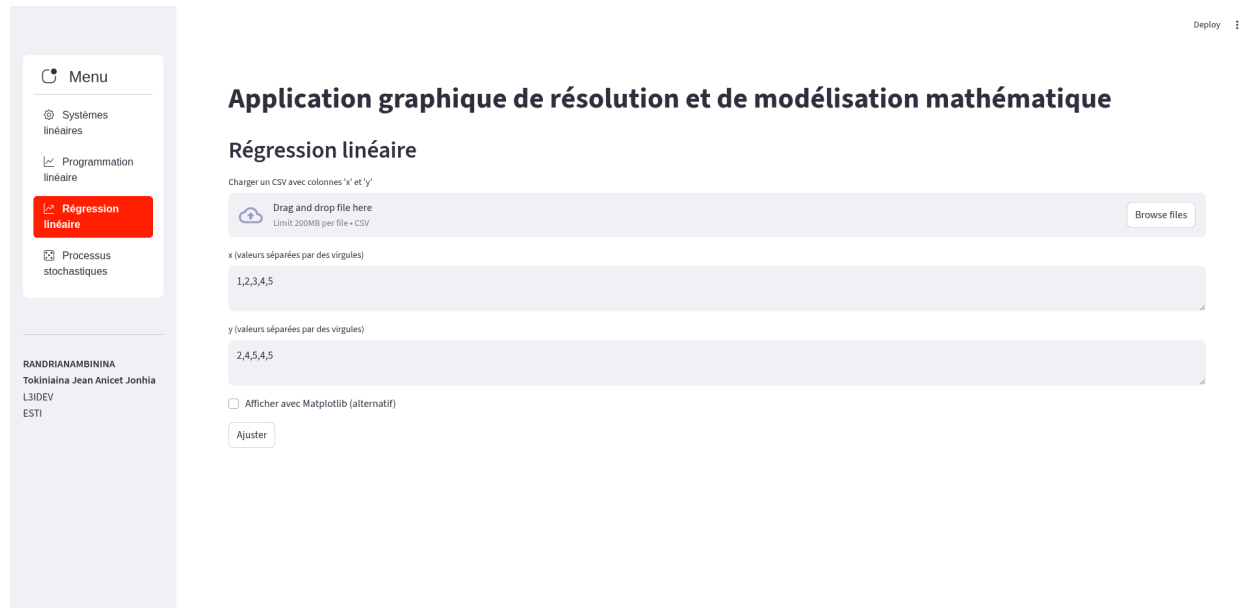 Deploy
Menu
Systèmes
linéaires
Programmation
linéaire
Régression
linéaire
Processus
stochastiques
RANDRIANAMBININA
Tokiniaina Jean Anicet Jonhia
L3IDEV
ESTI
Application graphique de résolution et de modélisation mathématique
Régression linéaire
Charger un CSV avec colonnes 'x' et 'y'
Drag and drop file here
Limit 200MB per file • CSV
Browse files
x (valeurs séparées par des virgules)
1,2,3,4,5
y (valeurs séparées par des virgules)
2,4,5,4,5
Afficher avec Matplotlib (alternatif)
Ajuster